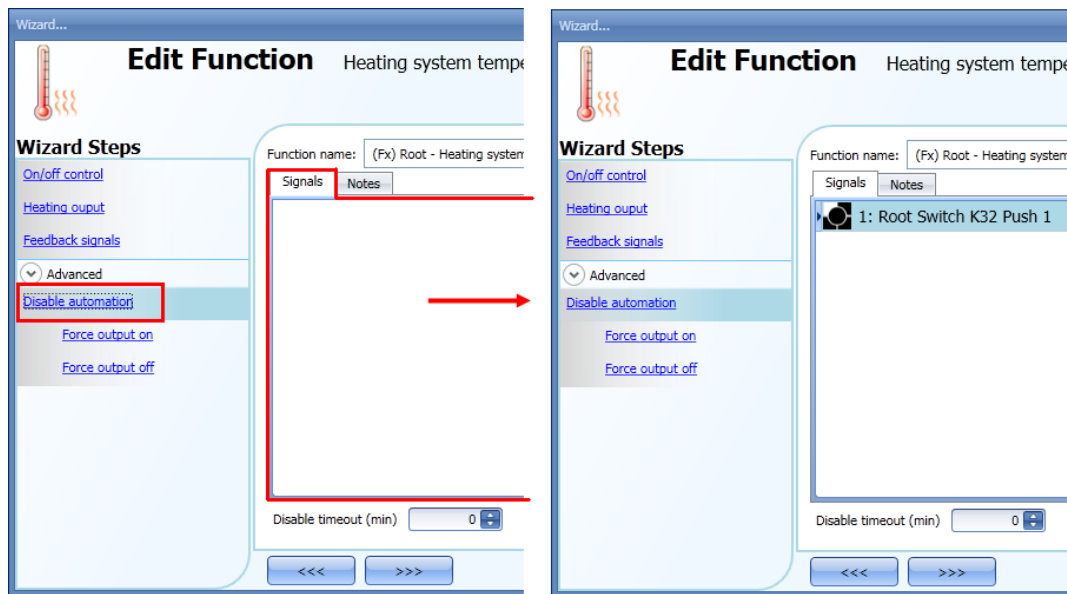 Wizard...
Edit Function Heating system tempe
Wizard Steps
On/off control
Heating ouput
Feedback signals
Advanced
Disable automation
Force output on
Force output off
Function name: (Fx) Root - Heating system
Signals Notes
Disable timeout (min) 0
<<< >>>
Wizard...
Edit Function Heating system tempe
Wizard Steps
On/off control
Heating ouput
Feedback signals
Advanced
Disable automation
Force output on
Force output off
Function name: (Fx) Root - Heating system
Signals Notes
1: Root Switch K32 Push 1
Disable timeout (min) 0
<<< >>>